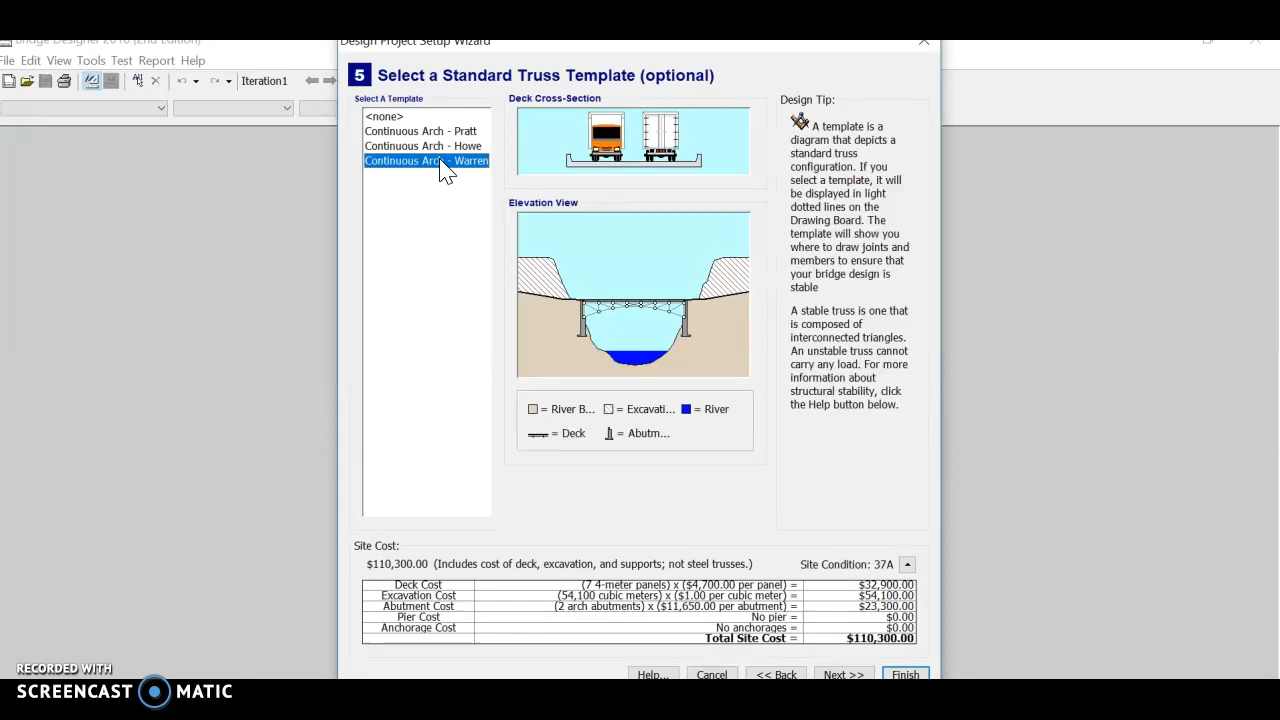 Bridge Designer 2016 (2nd Edition)
Design Project Setup Wizard
File Edit View Tools Test Report Help
Iteration1
5 Select a Standard Truss Template (optional)
Select A Template
<none>
Continuous Arch - Pratt
Continuous Arch - Howe
Continuous Arch - Warren
Deck Cross-Section
Elevation View
= River B... = Excavati... = River
= Deck = Abutm...
Design Tip:
A template is a
diagram that depicts a
standard truss
configuration. If you
select a template, it will
be displayed in light
dotted lines on the
Drawing Board. The
template will show you
where to draw joints and
members to ensure that
your bridge design is
stable
A stable truss is one that
is composed of
interconnected triangles.
An unstable truss cannot
carry any load. For more
information about
structural stability, click
the Help button below.
Site Cost:
$110,300.00 (Includes cost of deck, excavation, and supports; not steel trusses.) Site Condition: 37A
Deck Cost (7 4-meter panels) x ($4,700.00 per panel) = $32,900.00
Excavation Cost (54,100 cubic meters) x ($1.00 per cubic meter) = $54,100.00
Abutment Cost (2 arch abutments) x ($11,650.00 per abutment) = $23,300.00
Pier Cost No pier = $0.00
Anchorage Cost No anchorages = $0.00
Total Site Cost = $110,300.00
Help... Cancel << Back Next >> Finish
RECORDED WITH
SCREENCAST MATIC